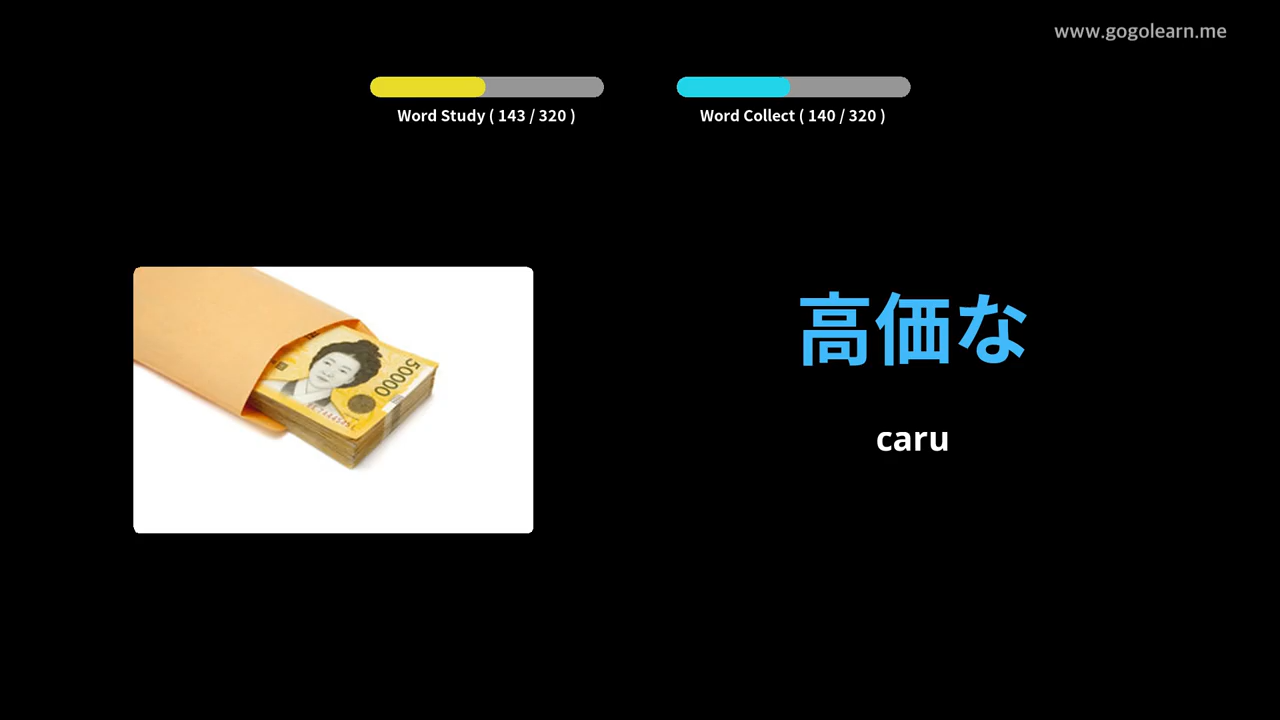 www.gogolearn.me
Word Study ( 143 / 320 )
Word Collect ( 140 / 320 )
50000
高価な
caru